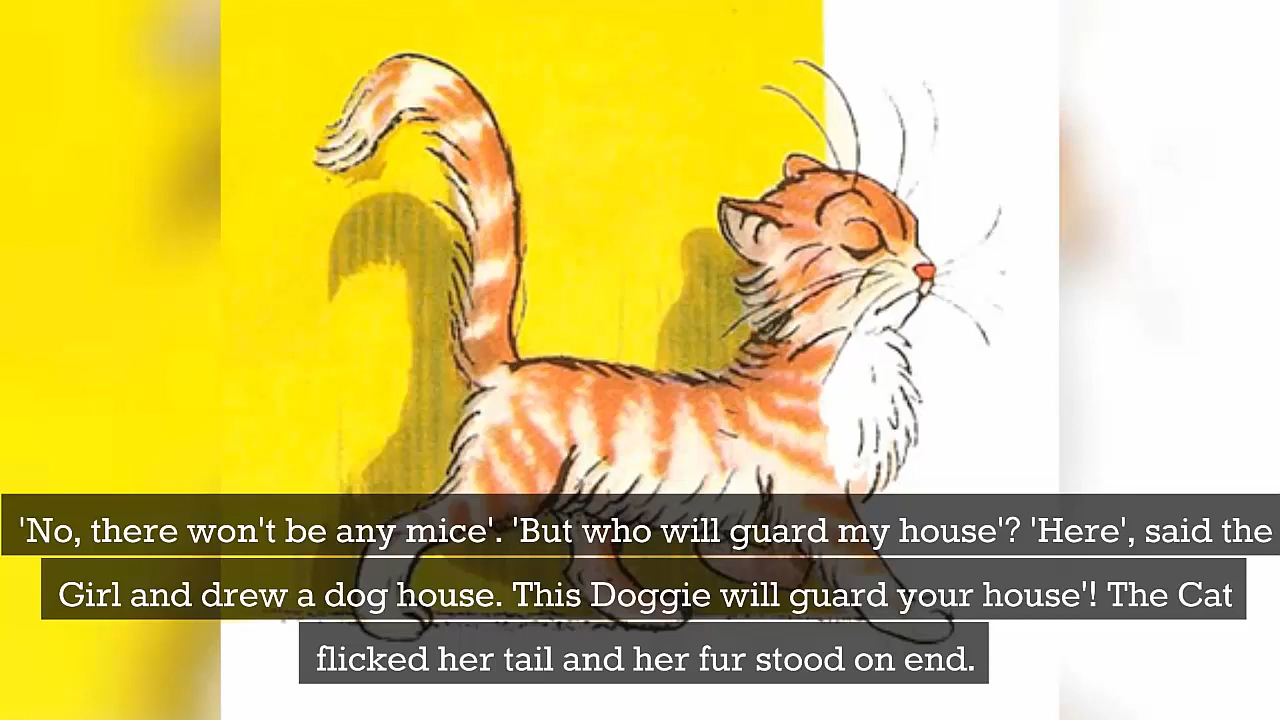 'No, there won't be any mice'. 'But who will guard my house'? 'Here', said the
Girl and drew a dog house. This Doggie will guard your house'! The Cat
flicked her tail and her fur stood on end.